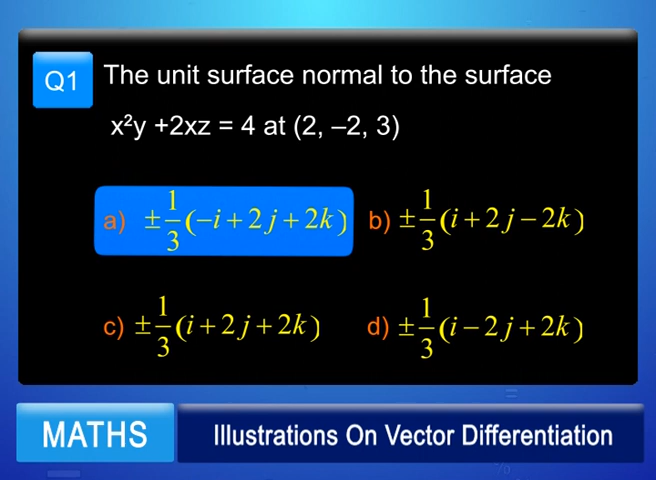 Q1 The unit surface normal to the surface
x²y +2xz = 4 at (2, –2, 3)
a) ±1/3(−i + 2j + 2k) b) ±1/3(i + 2j − 2k)
c) ±1/3(i + 2j + 2k) d) ±1/3(i − 2j + 2k)
MATHS Illustrations On Vector Differentiation